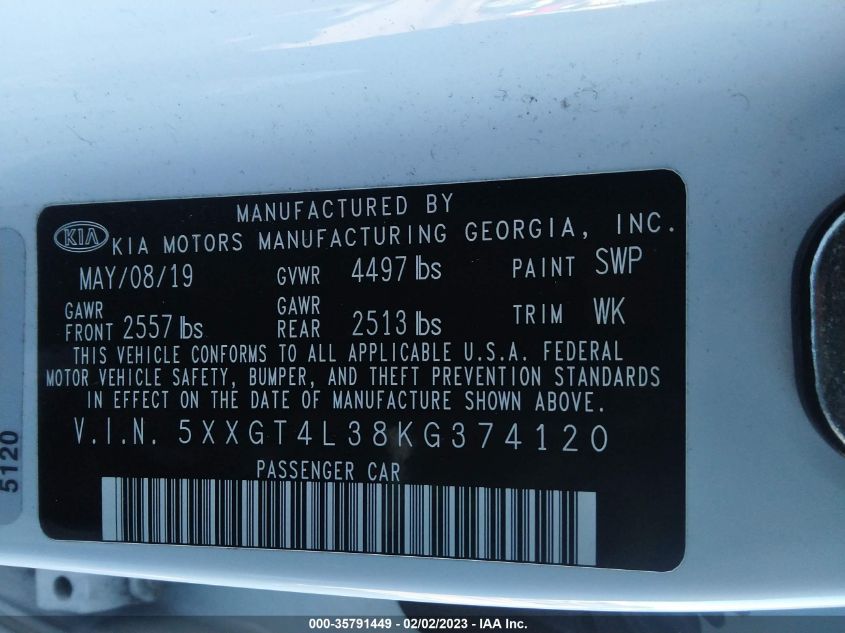 MANUFACTURED BY
KIA KIA MOTORS MANUFACTURING GEORGIA, INC.
MAY/08/19 GVWR 4497 lbs PAINT SWP
GAWR FRONT 2557 lbs GAWR REAR 2513 lbs TRIM WK
THIS VEHICLE CONFORMS TO ALL APPLICABLE U.S.A. FEDERAL
MOTOR VEHICLE SAFETY, BUMPER, AND THEFT PREVENTION STANDARDS
IN EFFECT ON THE DATE OF MANUFACTURE SHOWN ABOVE.
V.I.N. 5XXGT4L38KG374120
PASSENGER CAR
5120
000-35791449 - 02/02/2023 - IAA Inc.